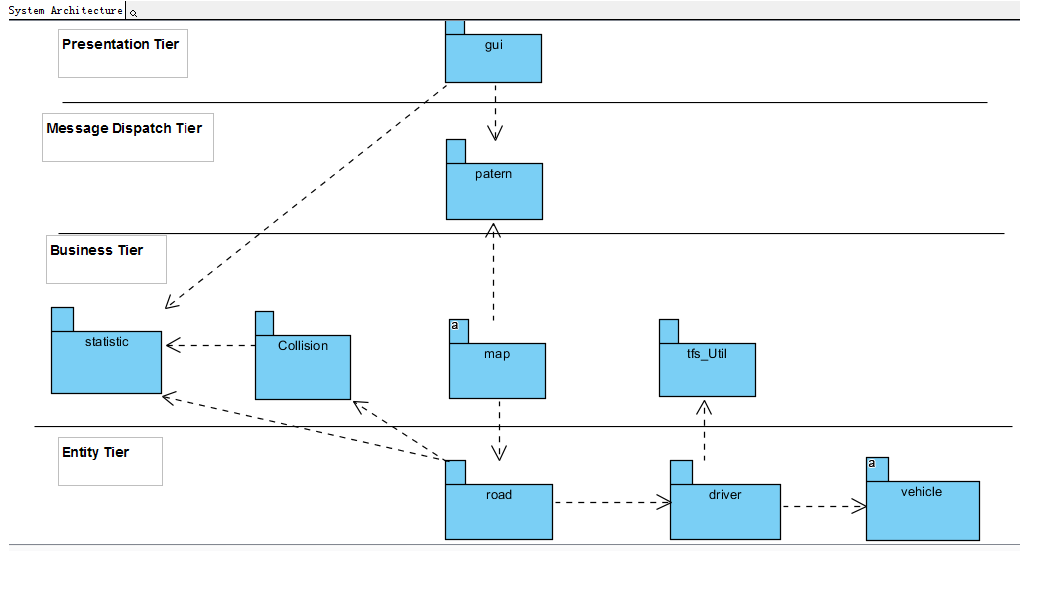 System Architecture
Presentation Tier
gui
Message Dispatch Tier
patern
Business Tier
statistic
Collision
a
map
tfs_Util
Entity Tier
road
driver
a
vehicle